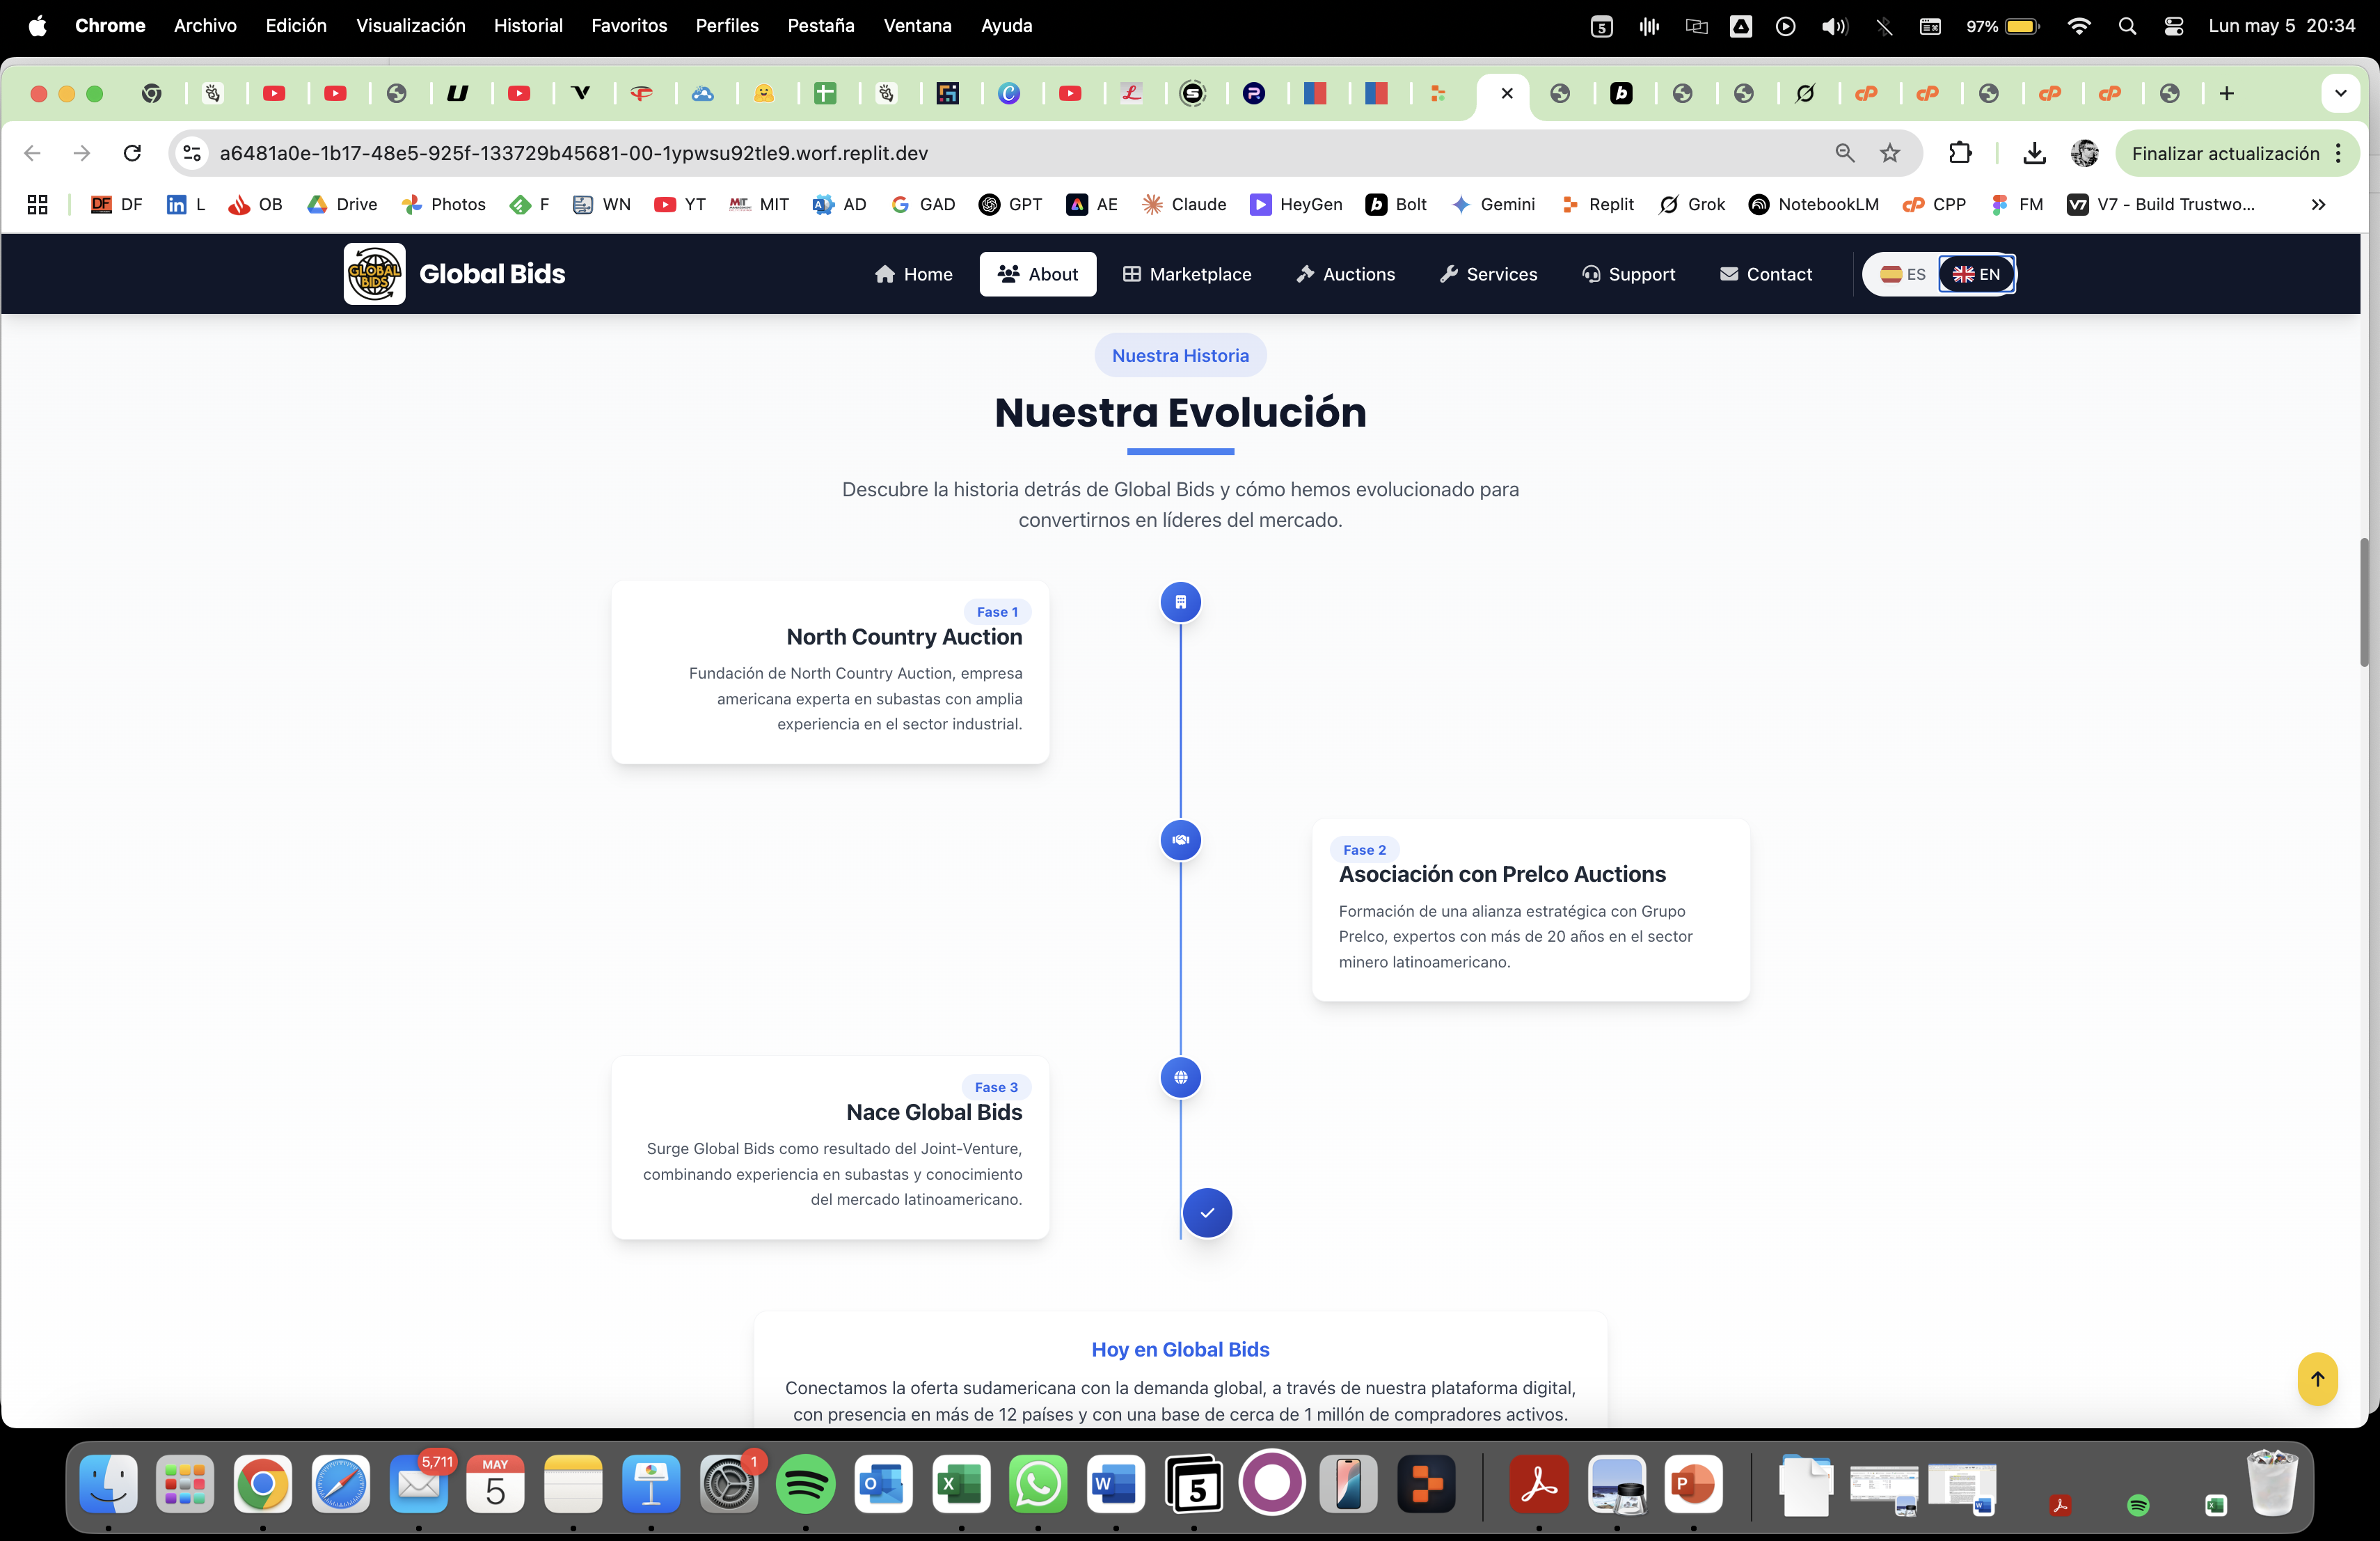 Chrome Archivo Edición Visualización Historial Favoritos Perfiles Pestaña Ventana Ayuda 5 97% Lun may 5 20:34
a6481a0e-1b17-48e5-925f-133729b45681-00-1ypwsu92tle9.worf.replit.dev Finalizar actualización
DF DF L OB Drive Photos F WN YT MIT MIT AD GAD GPT AE Claude HeyGen b Bolt Gemini Replit Grok NotebookLM CPP FM V7 V7 - Build Trustwo...
GLOBAL BIDS Global Bids Home About Marketplace Auctions Services Support Contact ES EN
Nuestra Historia
Nuestra Evolución
Descubre la historia detrás de Global Bids y cómo hemos evolucionado para
convertirnos en líderes del mercado.
Fase 1
North Country Auction
Fundación de North Country Auction, empresa
americana experta en subastas con amplia
experiencia en el sector industrial.
Fase 2
Asociación con Prelco Auctions
Formación de una alianza estratégica con Grupo
Prelco, expertos con más de 20 años en el sector
minero latinoamericano.
Fase 3
Nace Global Bids
Surge Global Bids como resultado del Joint-Venture,
combinando experiencia en subastas y conocimiento
del mercado latinoamericano.
Hoy en Global Bids
Conectamos la oferta sudamericana con la demanda global, a través de nuestra plataforma digital,
con presencia en más de 12 países y con una base de cerca de 1 millón de compradores activos.
5,711 MAY 5 1 O X W 5 P